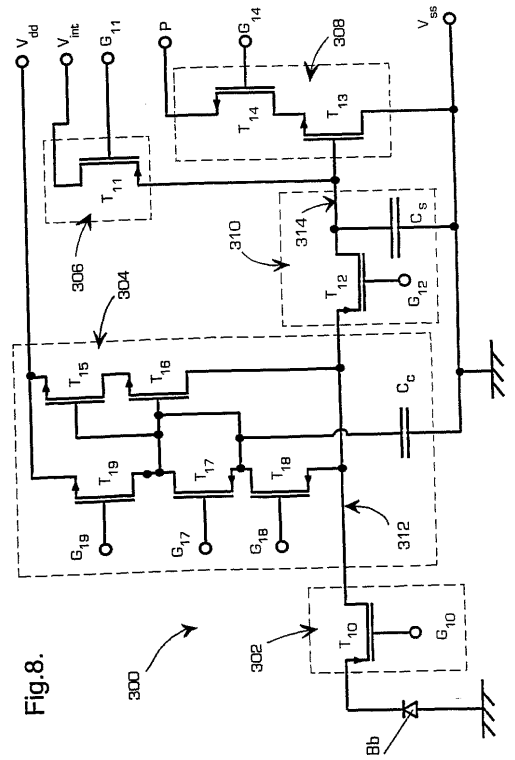 Fig.8.
V_dd
V_int
G_11
P
G_14
308
V_ss
T_11
T_14
T_13
306
304
310
314
C_s
T_12
G_12
T_15
T_16
T_19
T_17
T_18
C_c
G_19
G_17
G_18
312
300
302
T_10
G_10
Bb